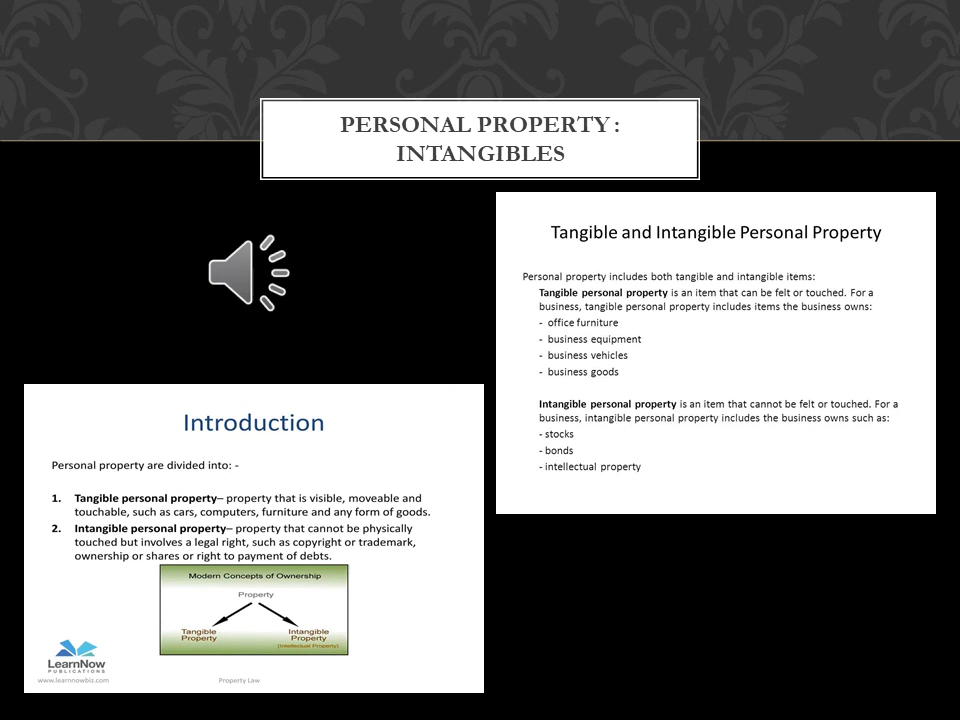 PERSONAL PROPERTY :
INTANGIBLES
Tangible and Intangible Personal Property
Personal property includes both tangible and intangible items:
Tangible personal property is an item that can be felt or touched. For a
business, tangible personal property includes items the business owns:
- office furniture
- business equipment
- business vehicles
- business goods
Intangible personal property is an item that cannot be felt or touched. For a
business, intangible personal property includes the business owns such as:
- stocks
- bonds
- intellectual property
Introduction
Personal property are divided into: -
1. Tangible personal property– property that is visible, moveable and
touchable, such as cars, computers, furniture and any form of goods.
2. Intangible personal property– property that cannot be physically
touched but involves a legal right, such as copyright or trademark,
ownership or shares or right to payment of debts.
Modern Concepts of Ownership
Property
Tangible
Property
Intangible
Property
(Intellectual Property)
LearnNow
PUBLICATIONS
www.learnnowbiz.com
Property Law